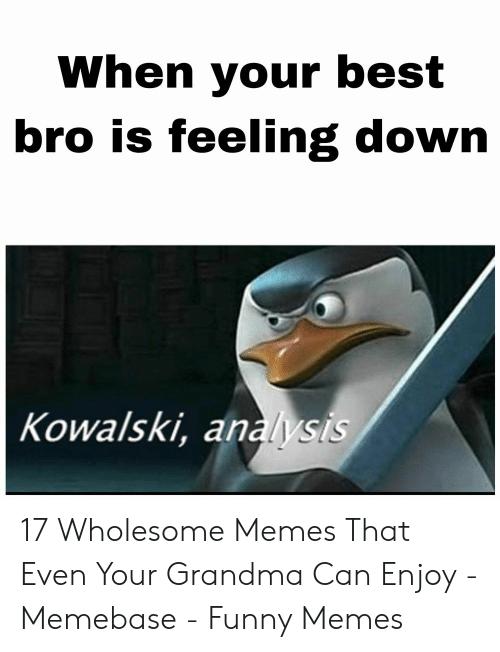 When your best
bro is feeling down
Kowalski, analysis
17 Wholesome Memes That
Even Your Grandma Can Enjoy -
Memebase - Funny Memes